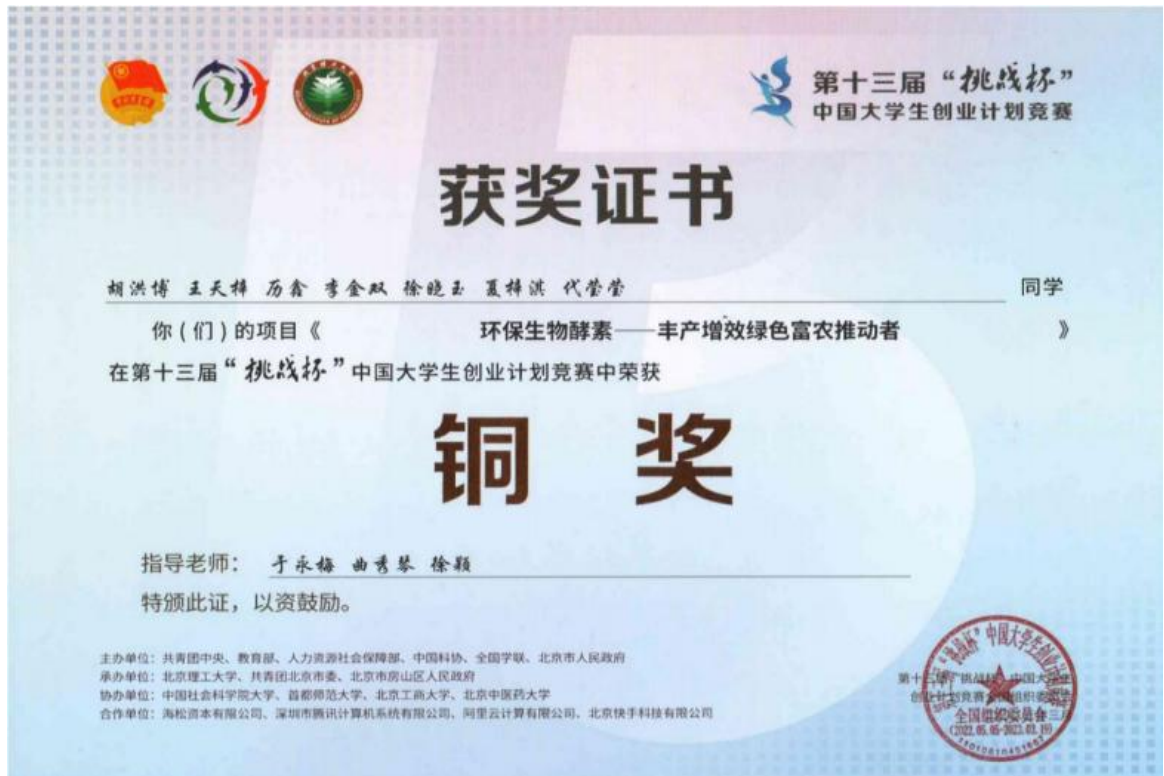 第十三届“挑战杯”
中国大学生创业计划竞赛
获奖证书
胡洪博 王天梓 历鑫 李金双 徐晓玉 夏梓淇 代莹莹 同学
你(们)的项目《 环保生物酵素——丰产增效绿色富农推动者 》
在第十三届“挑战杯”中国大学生创业计划竞赛中荣获
铜 奖
指导老师： 于永梅 曲秀琴 徐颖
特颁此证，以资鼓励。
主办单位：共青团中央、教育部、人力资源社会保障部、中国科协、全国学联、北京市人民政府
承办单位：北京理工大学、共青团北京市委、北京市房山区人民政府
协办单位：中国社会科学院大学、首都师范大学、北京工商大学、北京中医药大学
合作单位：海松资本有限公司、深圳市腾讯计算机系统有限公司、阿里云计算有限公司、北京快手科技有限公司
全国组织委员会